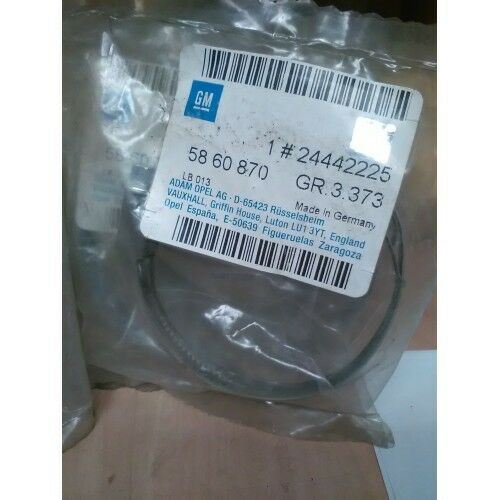 GM
1 # 24442225
58 60 870 GR.3.373
LB 013 Made in Germany
ADAM OPEL AG · D-65423 Rüsselsheim
VAUXHALL, Griffin House, Luton LU1 3YT, England
Opel España, E-50639 Figueruelas Zaragoza
58